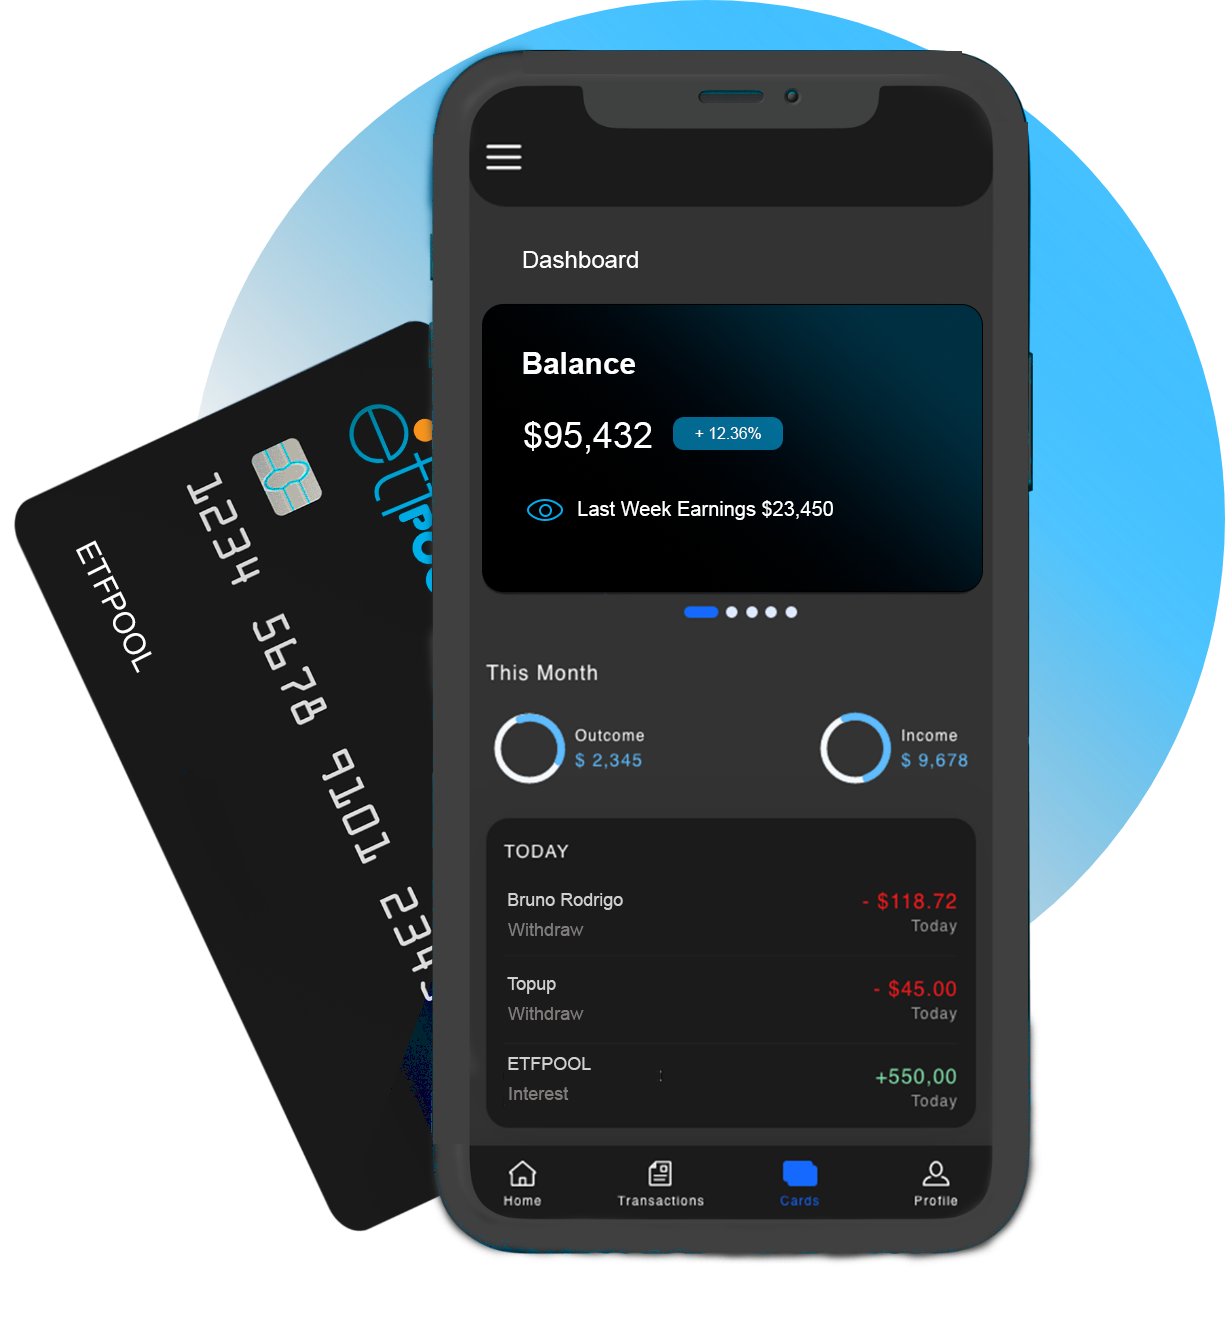 Dashboard
Balance
$95,432
+ 12.36%
Last Week Earnings $23,450
This Month
Outcome
$ 2,345
Income
$ 9,678
TODAY
Bruno Rodrigo
- $118.72
Withdraw
Today
Topup
- $45.00
Withdraw
Today
ETFPOOL
+550,00
Interest
Today
Home
Transactions
Cards
Profile
etfpoo
1234 5678 9101 234
ETFPOOL